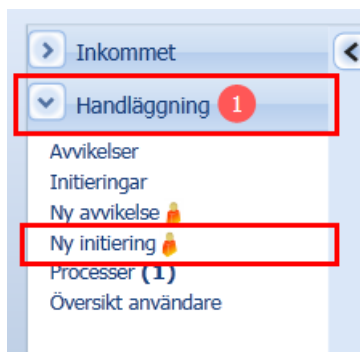 Inkommet
Handläggning 1
Avvikelser
Initieringar
Ny avvikelse
Ny initiering
Processer (1)
Översikt användare